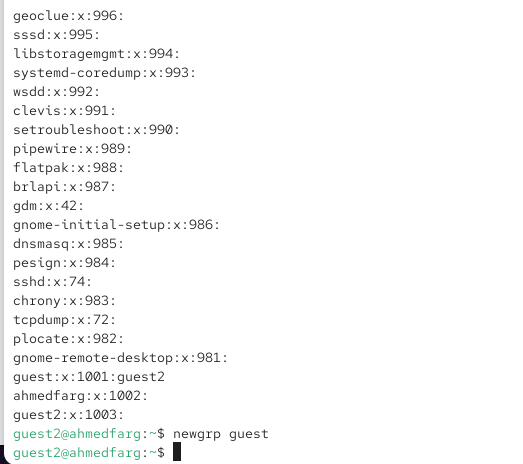 geoclue:x:996:
sssd:x:995:
libstoragemgmt:x:994:
systemd-coredump:x:993:
wsdd:x:992:
clevis:x:991:
setroubleshoot:x:990:
pipewire:x:989:
flatpak:x:988:
brlapi:x:987:
gdm:x:42:
gnome-initial-setup:x:986:
dnsmasq:x:985:
pesign:x:984:
sshd:x:74:
chrony:x:983:
tcpdump:x:72:
plocate:x:982:
gnome-remote-desktop:x:981:
guest:x:1001:guest2
ahmedfarg:x:1002:
guest2:x:1003:
guest2@ahmedfarg:~$ newgrp guest
guest2@ahmedfarg:~$